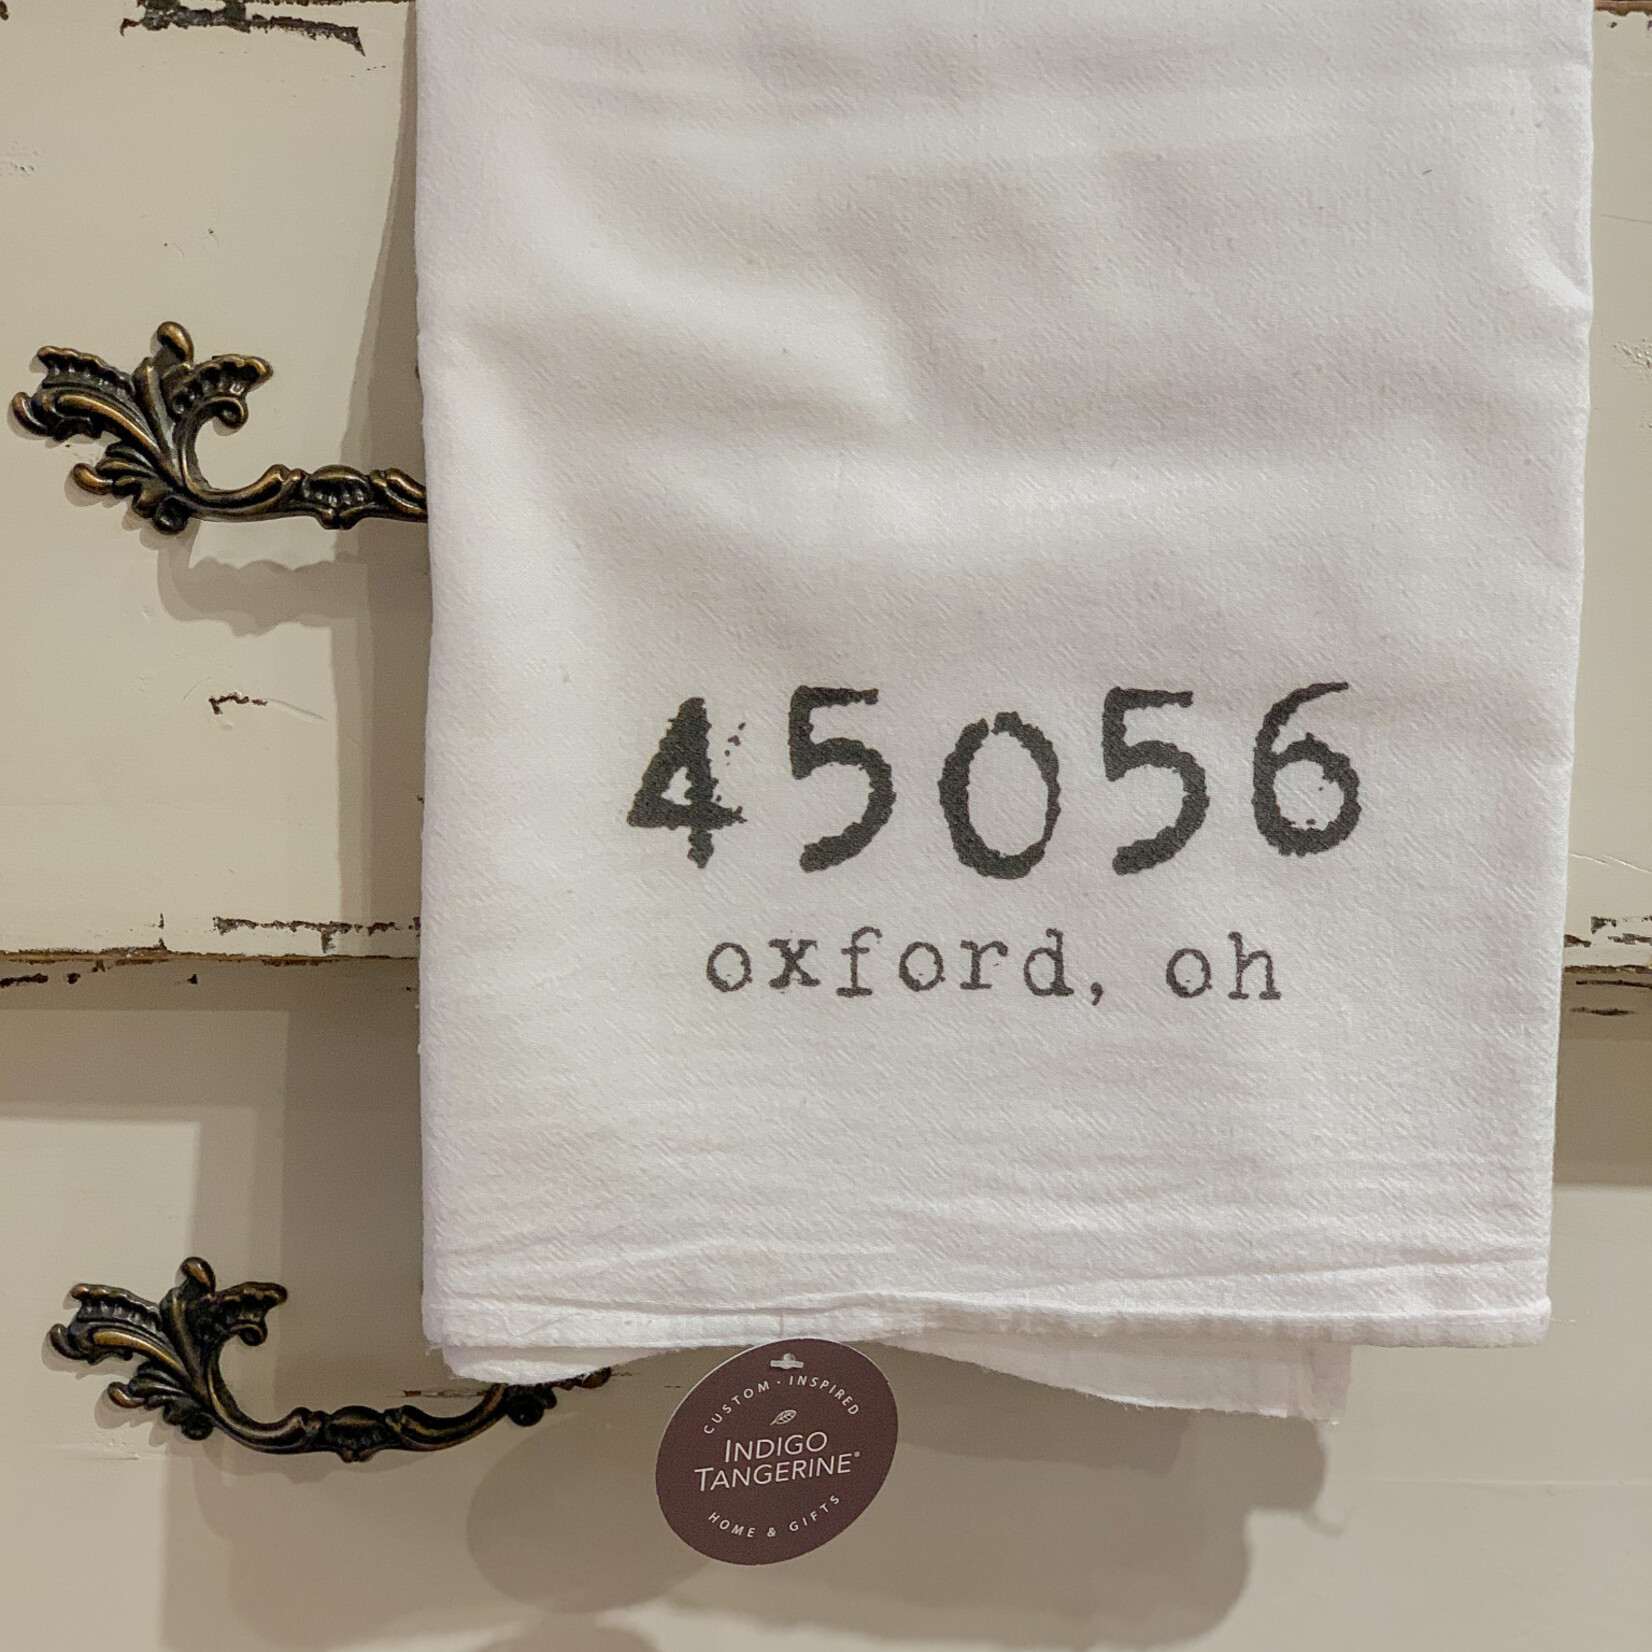 45056
oxford, oh
CUSTOM · INSPIRED
INDIGO
TANGERINE®
HOME & GIFTS